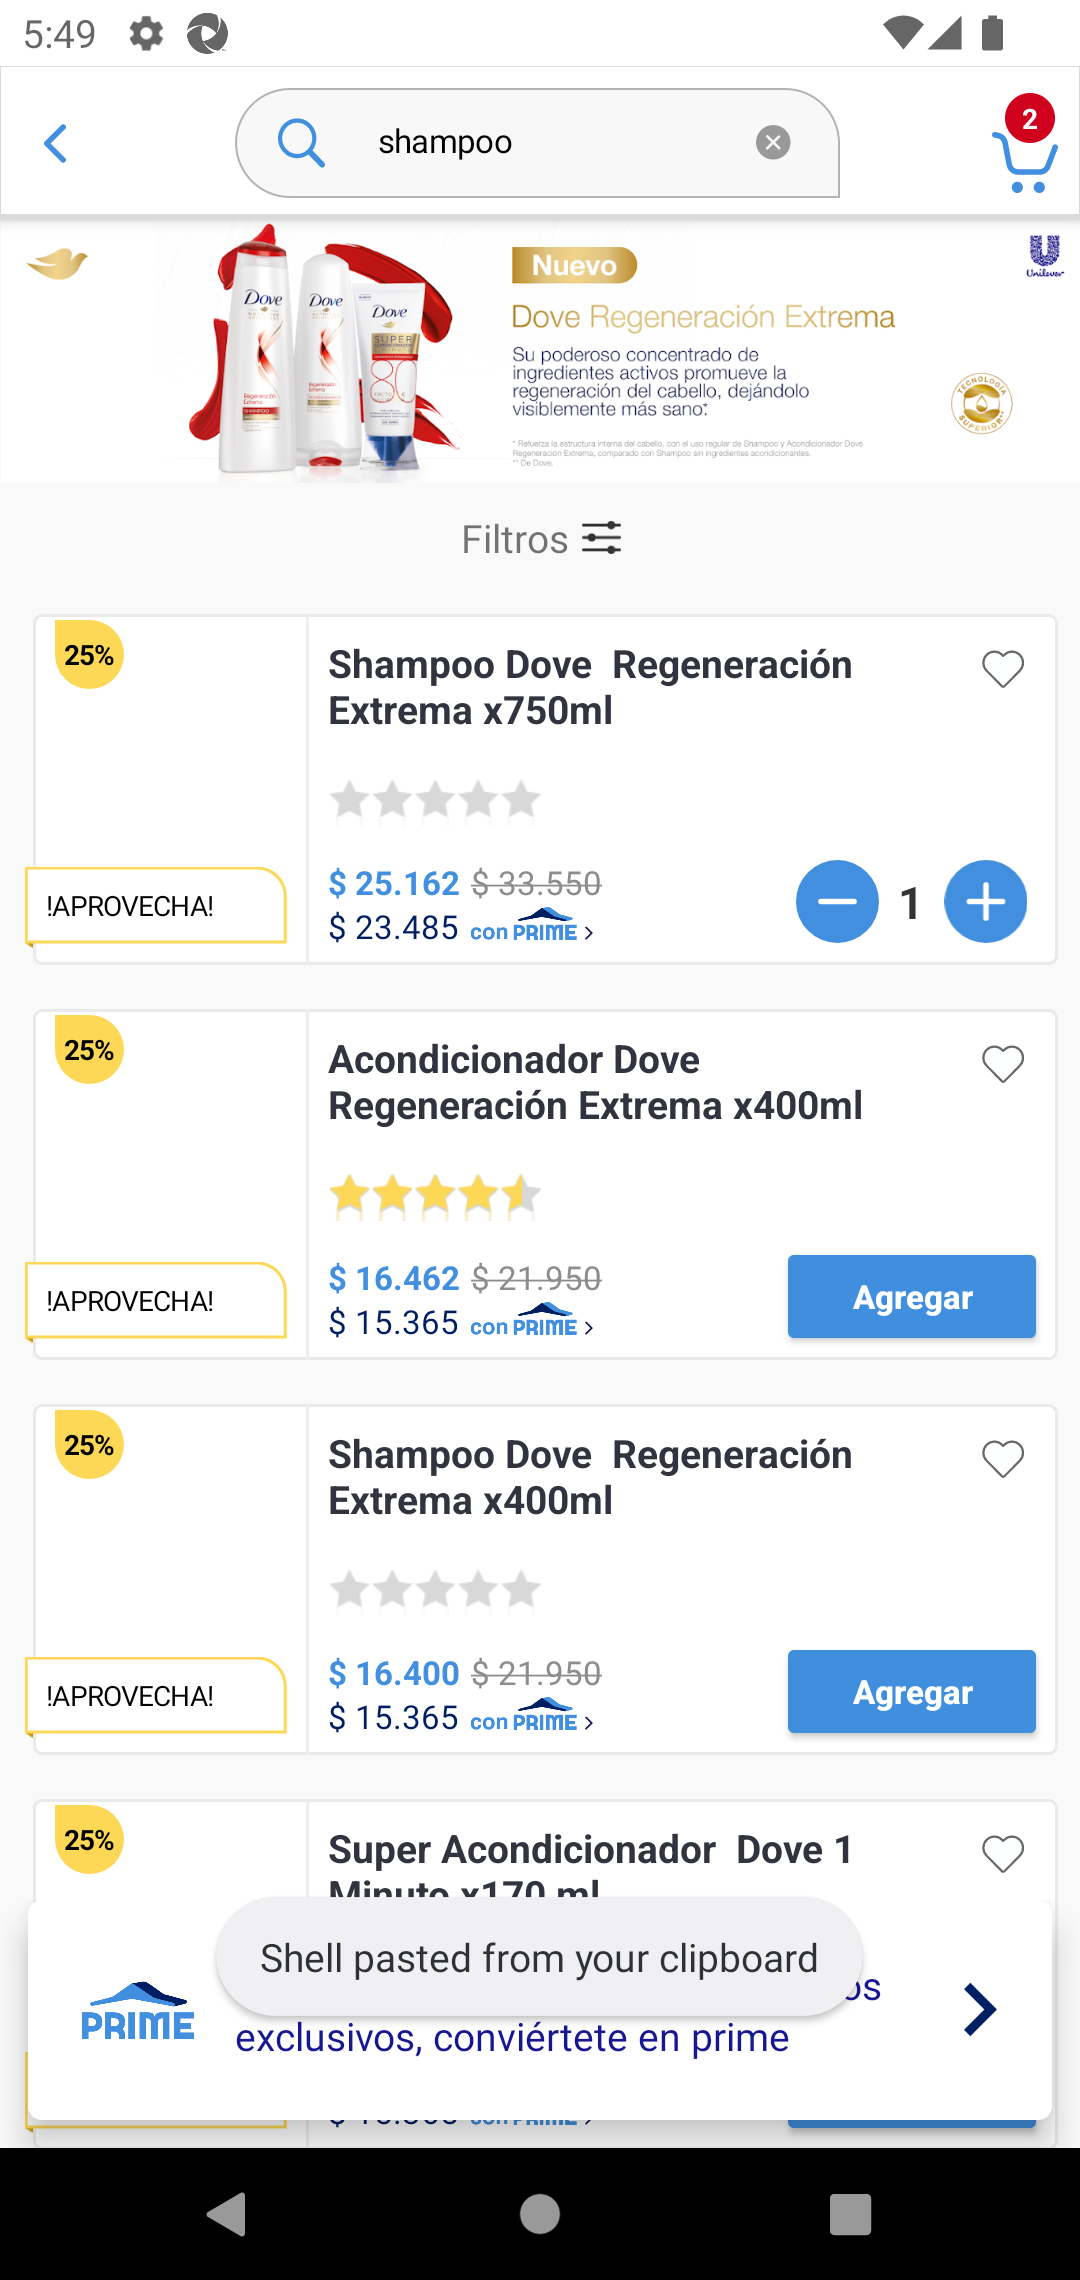 5:49
shampoo
2
Dove
Dove
Dove
SUPER
80
Nuevo
Unilever
Dove Regeneración Extrema
Su poderoso concentrado de
ingredientes activos promueve la
regeneración del cabello, dejándolo
visiblemente más sano*.
TECNOLOGÍA
SUPERIOR**
* Refuerza la estructura interna del cabello, con el uso regular de Shampoo y Acondicionador Dove
Regeneración Extrema, comparado con Shampoo sin ingredientes acondicionantes.
** De Dove.
Filtros
25%
Shampoo Dove  Regeneración
Extrema x750ml
!APROVECHA!
$ 25.162 $ 33.550
$ 23.485 con PRIME >
1
25%
Acondicionador Dove
Regeneración Extrema x400ml
!APROVECHA!
$ 16.462 $ 21.950
$ 15.365 con PRIME >
Agregar
25%
Shampoo Dove  Regeneración
Extrema x400ml
!APROVECHA!
$ 16.400 $ 21.950
$ 15.365 con PRIME >
Agregar
25%
Super Acondicionador  Dove 1
Minuto x170 ml
Shell pasted from your clipboard
PRIME
exclusivos, conviértete en prime